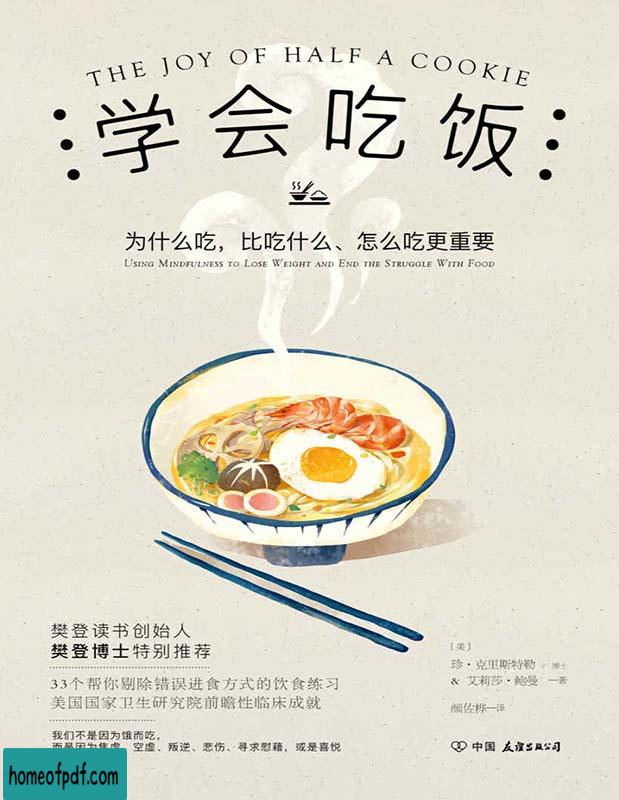 THE JOY OF HALF A COOKIE
学会吃饭
为什么吃，比吃什么、怎么吃更重要
USING MINDFULNESS TO LOSE WEIGHT AND END THE STRUGGLE WITH FOOD
樊登读书创始人
樊登博士特别推荐
33个帮你剔除错误进食方式的饮食练习
美国国家卫生研究院前瞻性临床成就
[美]
珍·克里斯特勒 / 博士
& 艾莉莎·鲍曼 一著
颜佐桦一译
我们不是因为饿而吃，
而是因为焦虑、空虚、叛逆、悲伤、寻求慰藉，或是喜悦
中国友谊出版公司
homeofpdf.com